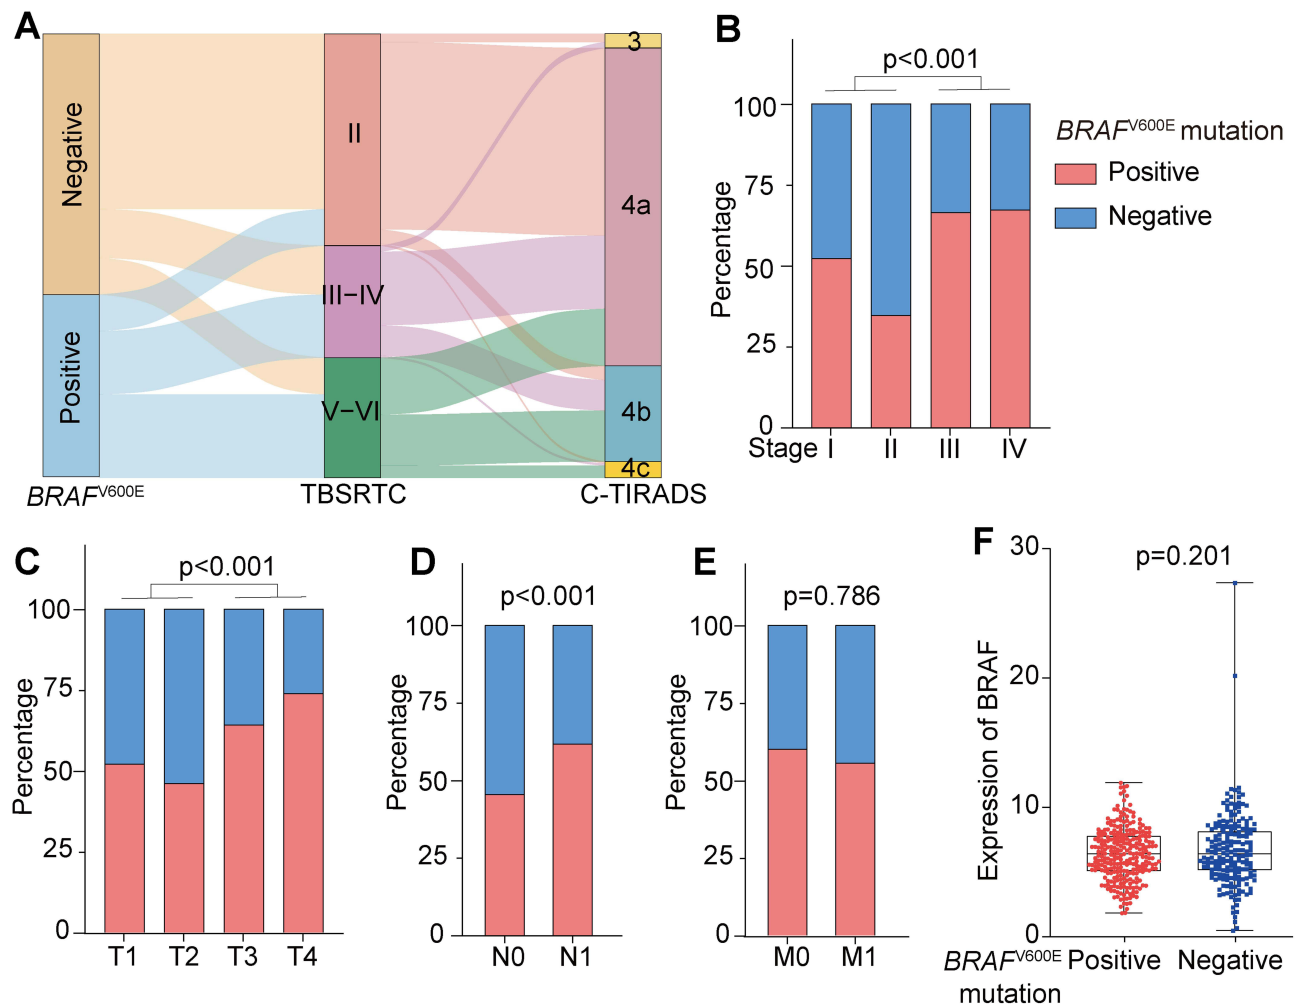 A
Negative
Positive
BRAFV600E
II
III−IV
V−VI
TBSRTC
3
4a
4b
4c
C-TIRADS
B
p<0.001
Percentage
100
75
50
25
0
Stage I II III IV
BRAFV600E mutation
Positive
Negative
C
p<0.001
Percentage
100
75
50
25
0
T1 T2 T3 T4
D
p<0.001
Percentage
100
75
50
25
0
N0 N1
E
p=0.786
Percentage
100
75
50
25
0
M0 M1
F
p=0.201
Expression of BRAF
30
20
10
0
BRAFV600E Positive Negative
mutation